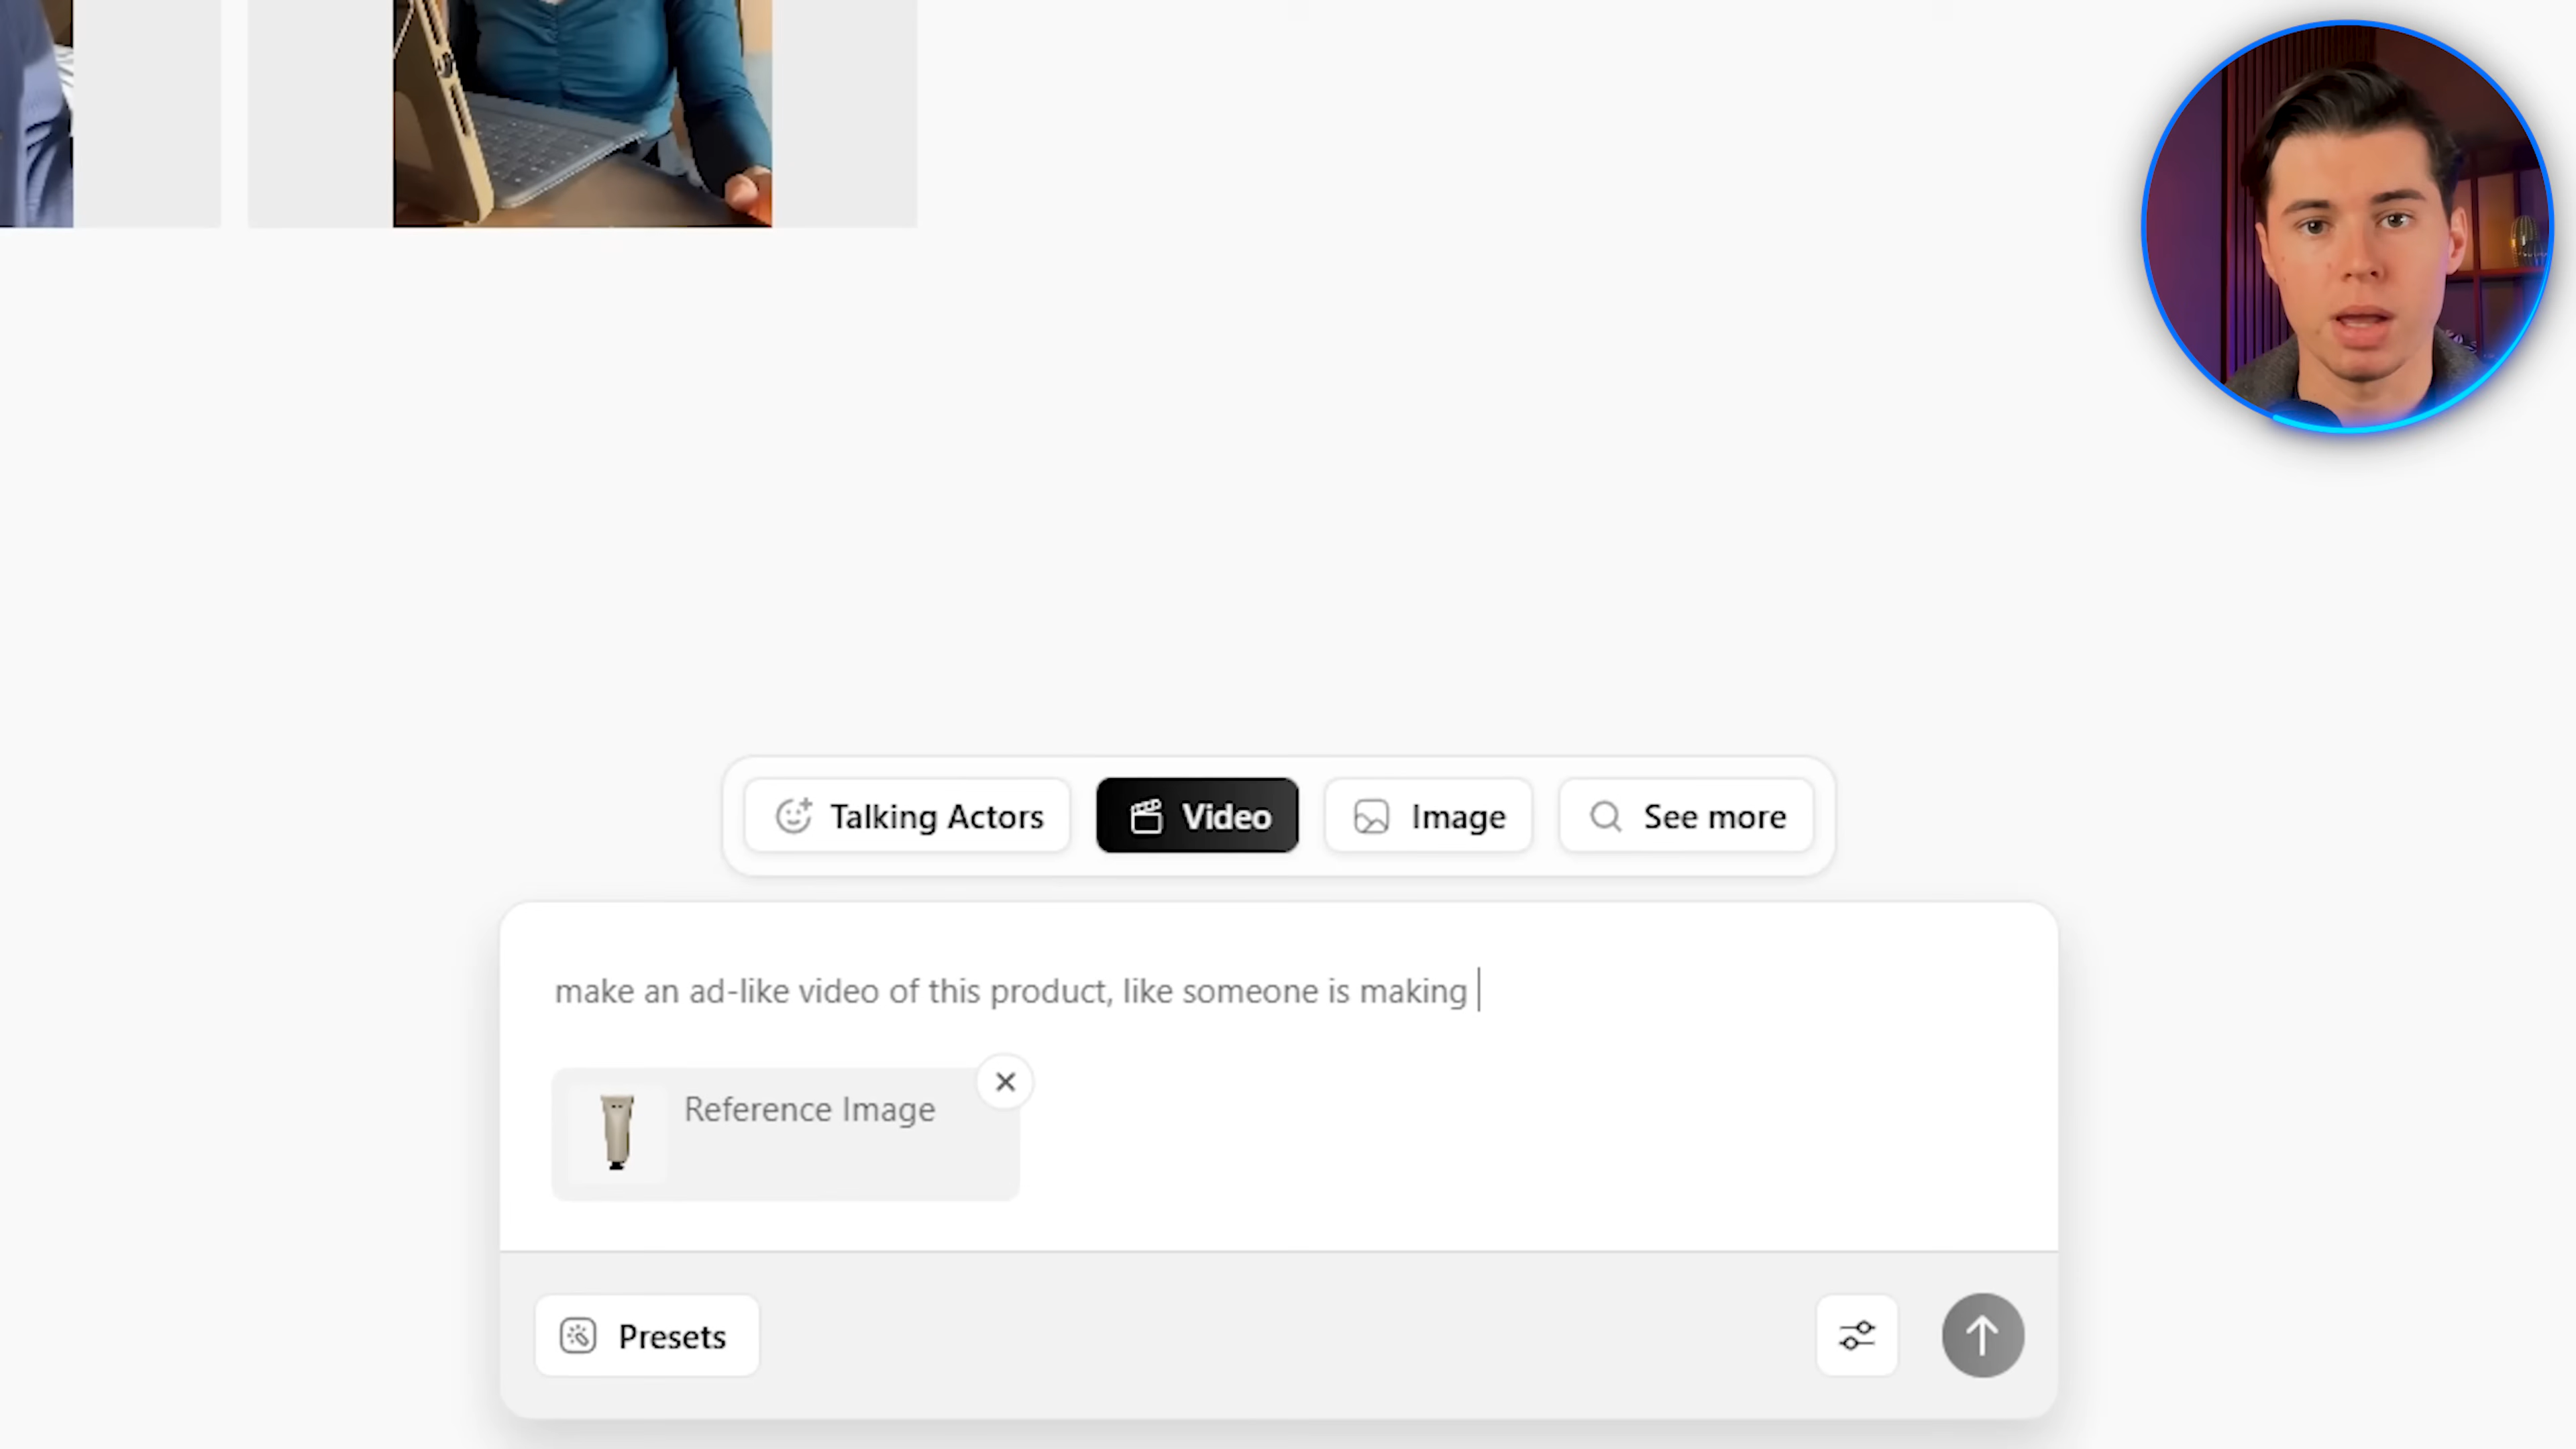 Talking Actors
Video
Image
See more
make an ad-like video of this product, like someone is making
Reference Image
Presets